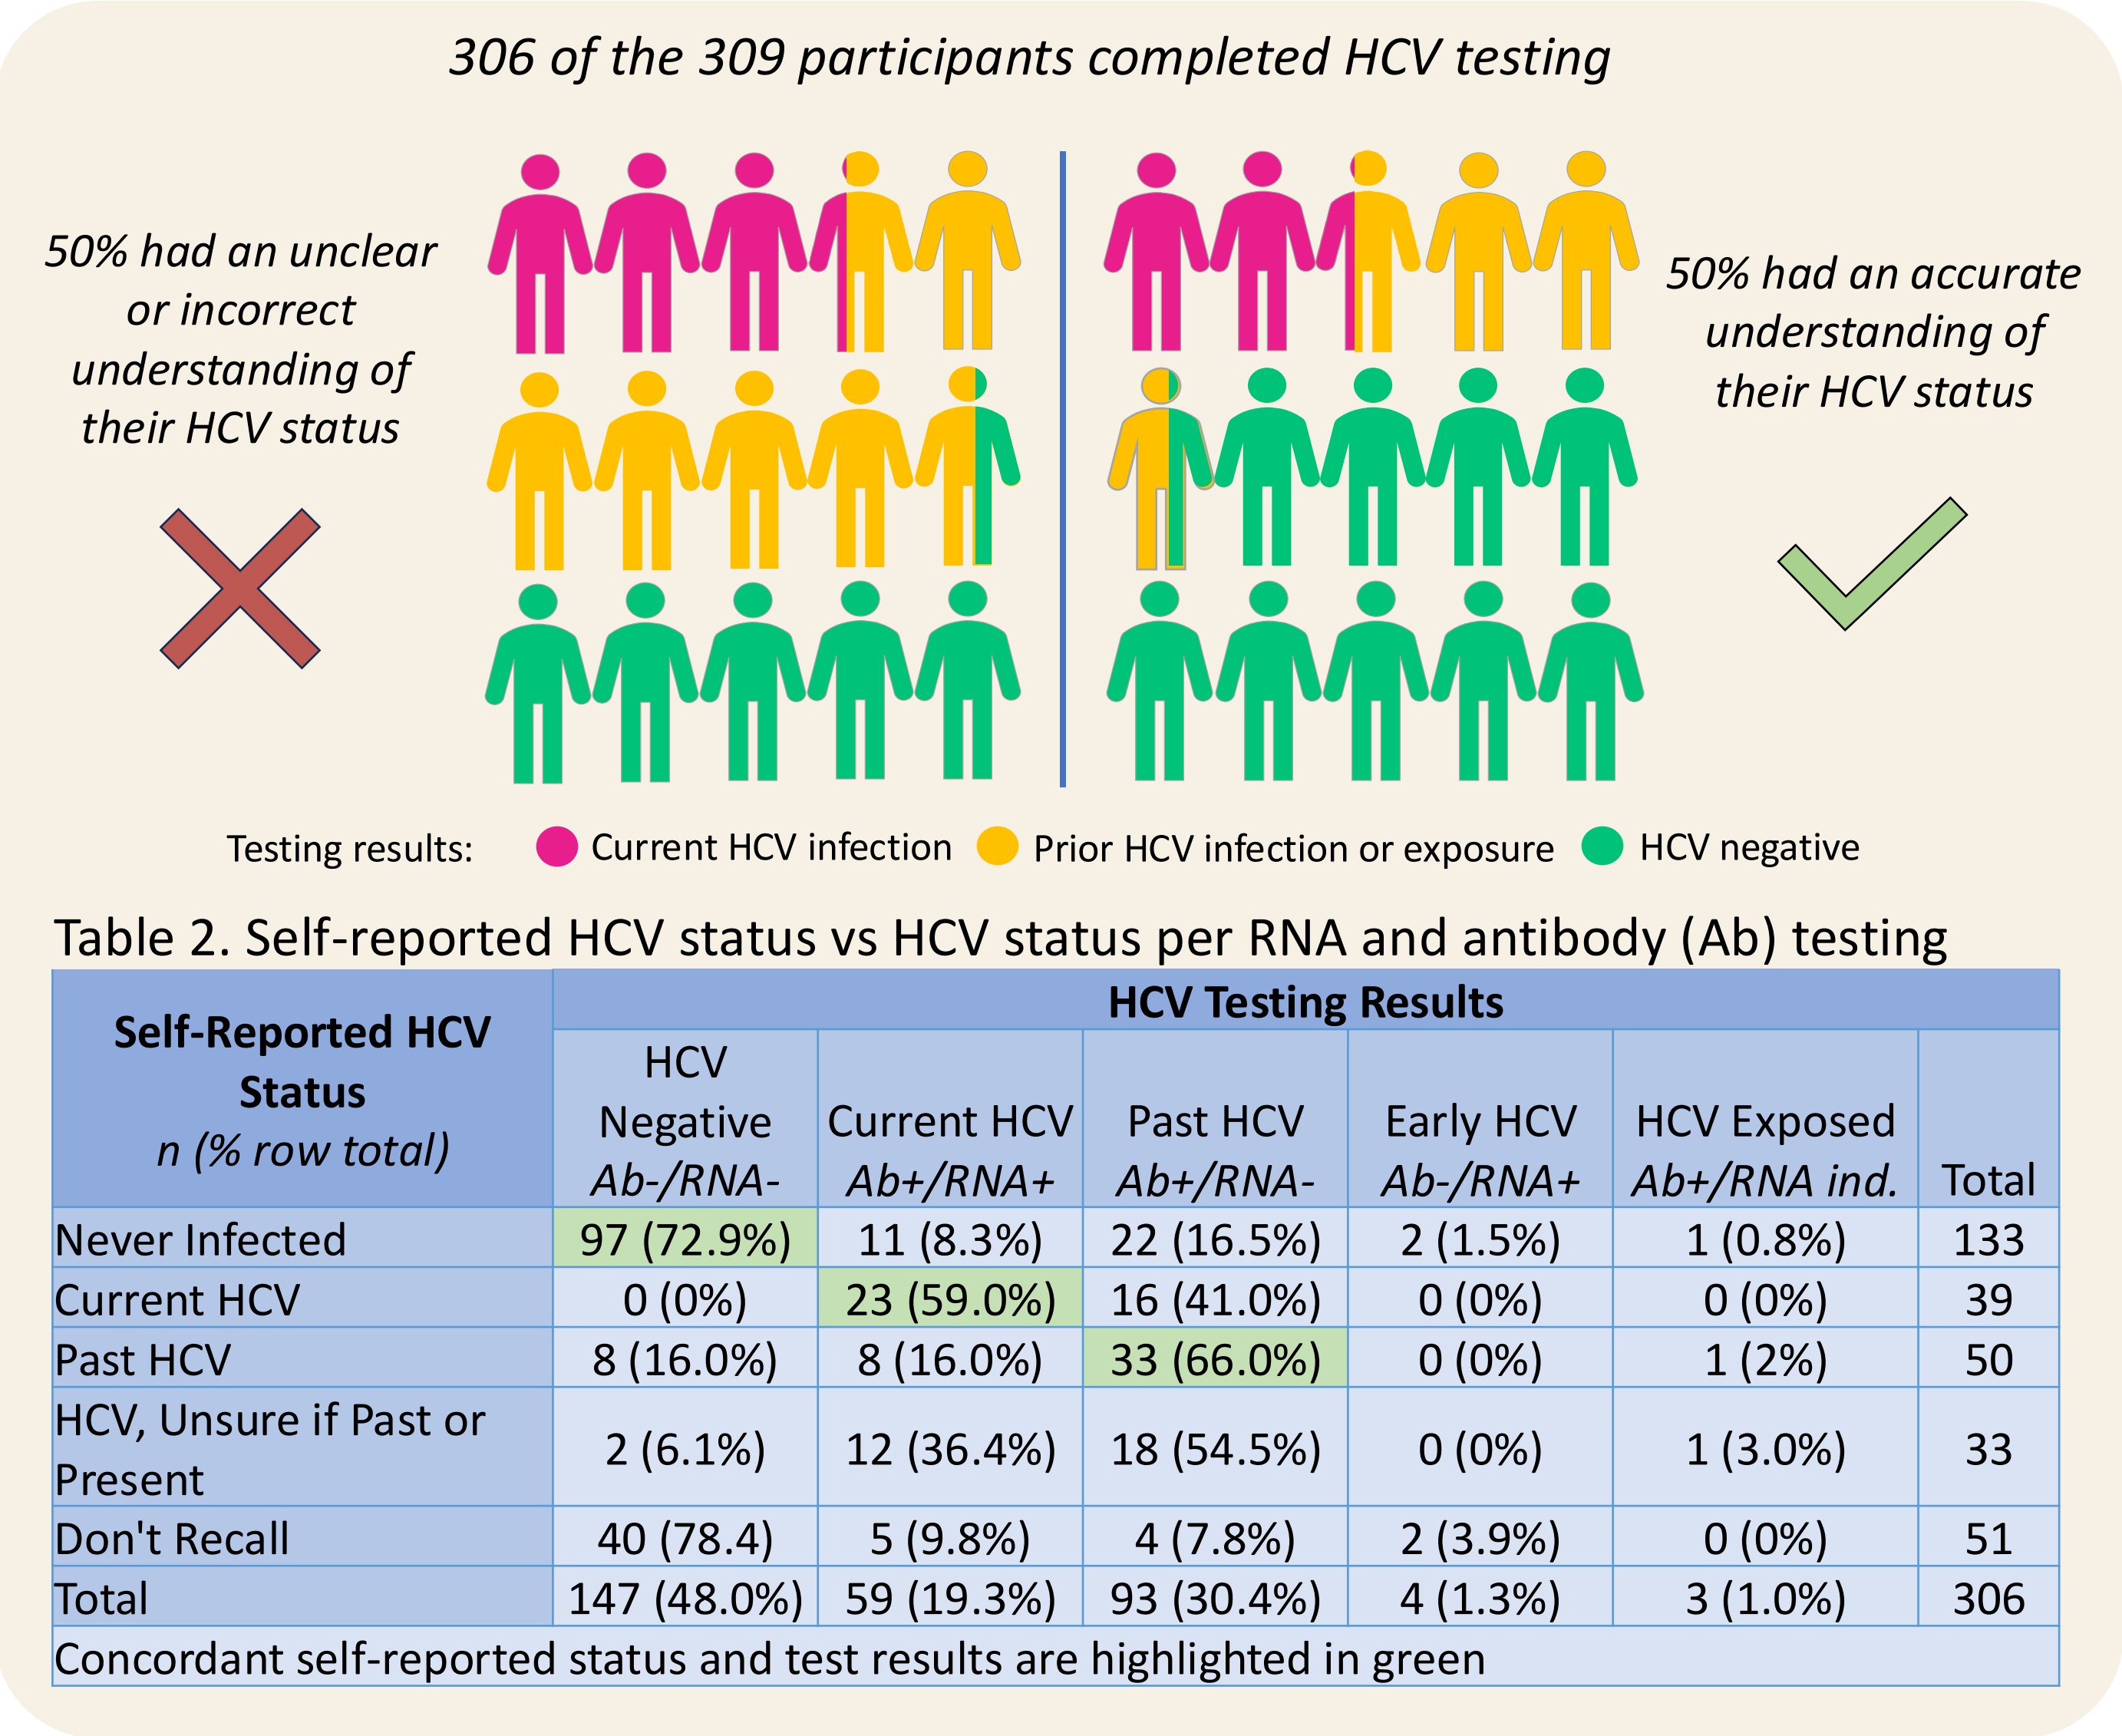 306 of the 309 participants completed HCV testing
50% had an unclear
or incorrect
understanding of
their HCV status
50% had an accurate
understanding of
their HCV status
Testing results: Current HCV infection Prior HCV infection or exposure HCV negative
Table 2. Self-reported HCV status vs HCV status per RNA and antibody (Ab) testing
Self-Reported HCV
Status
n (% row total)
HCV Testing Results
HCV
Negative
Ab-/RNA-
Current HCV
Ab+/RNA+
Past HCV
Ab+/RNA-
Early HCV
Ab-/RNA+
HCV Exposed
Ab+/RNA ind.
Total
Never Infected 97 (72.9%) 11 (8.3%) 22 (16.5%) 2 (1.5%) 1 (0.8%) 133
Current HCV 0 (0%) 23 (59.0%) 16 (41.0%) 0 (0%) 0 (0%) 39
Past HCV 8 (16.0%) 8 (16.0%) 33 (66.0%) 0 (0%) 1 (2%) 50
HCV, Unsure if Past or
Present
2 (6.1%) 12 (36.4%) 18 (54.5%) 0 (0%) 1 (3.0%) 33
Don't Recall 40 (78.4) 5 (9.8%) 4 (7.8%) 2 (3.9%) 0 (0%) 51
Total 147 (48.0%) 59 (19.3%) 93 (30.4%) 4 (1.3%) 3 (1.0%) 306
Concordant self-reported status and test results are highlighted in green